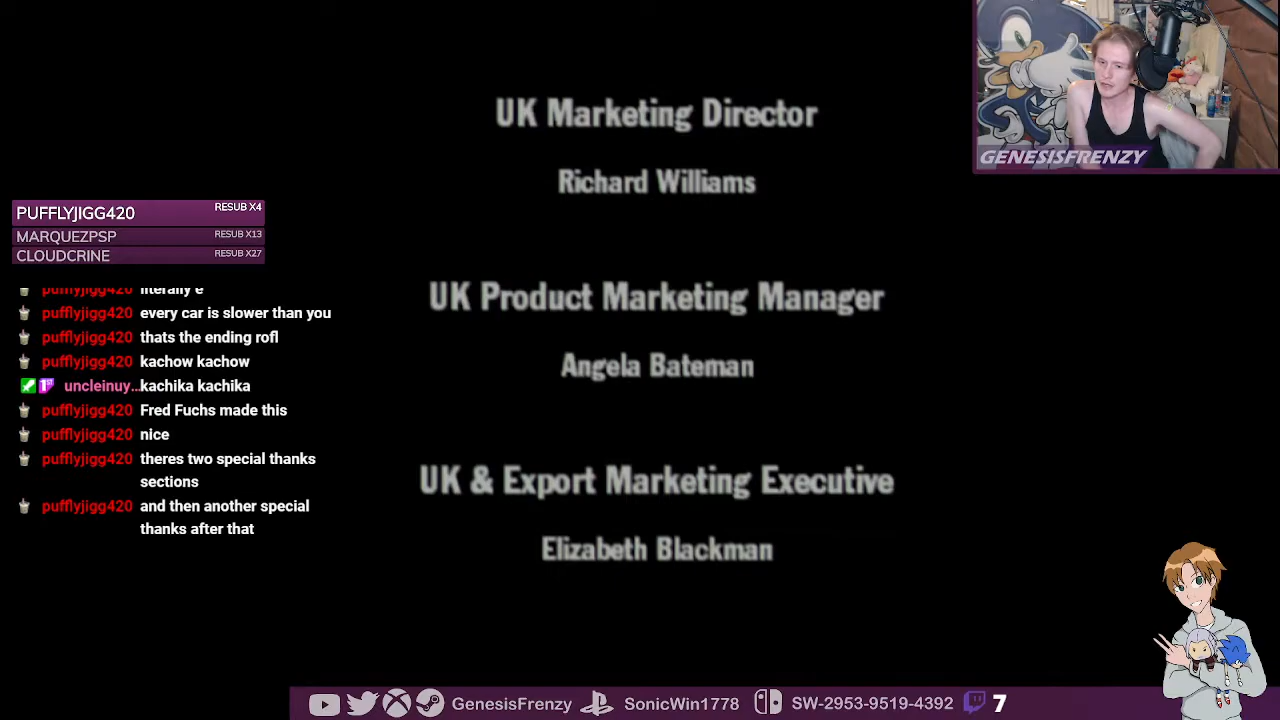 UK Marketing Director
Richard Williams
UK Product Marketing Manager
Angela Bateman
UK & Export Marketing Executive
Elizabeth Blackman
GENESISFRENZY
PUFFLYJIGG420 RESUB X4
MARQUEZPSP RESUB X13
CLOUDCRINE RESUB X27
pufflyjigg420 literally e
pufflyjigg420 every car is slower than you
pufflyjigg420 thats the ending rofl
pufflyjigg420 kachow kachow
uncleinuy... kachika kachika
pufflyjigg420 Fred Fuchs made this
pufflyjigg420 nice
pufflyjigg420 theres two special thanks
sections
pufflyjigg420 and then another special
thanks after that
GenesisFrenzy SonicWin1778 SW-2953-9519-4392 7